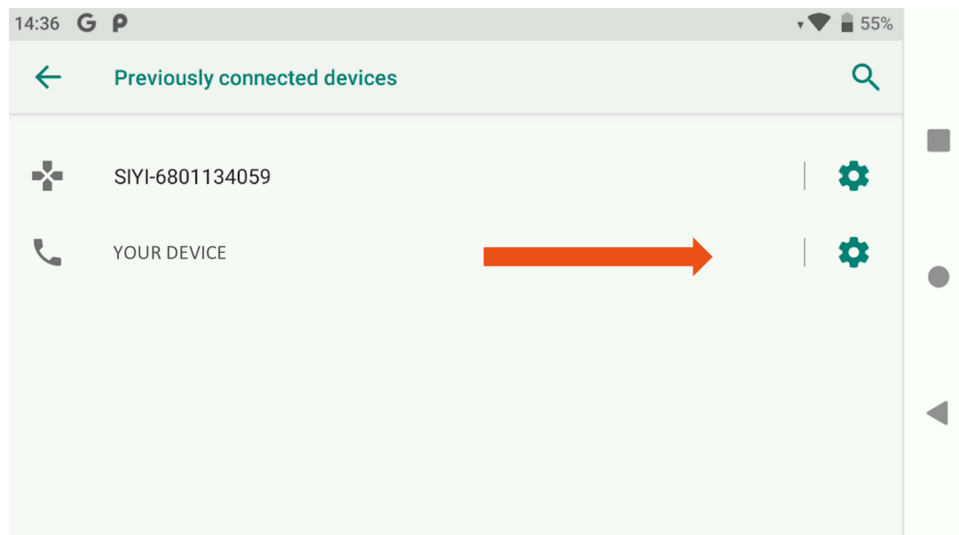 14:36 G P 55%
Previously connected devices
SIYI-6801134059
YOUR DEVICE